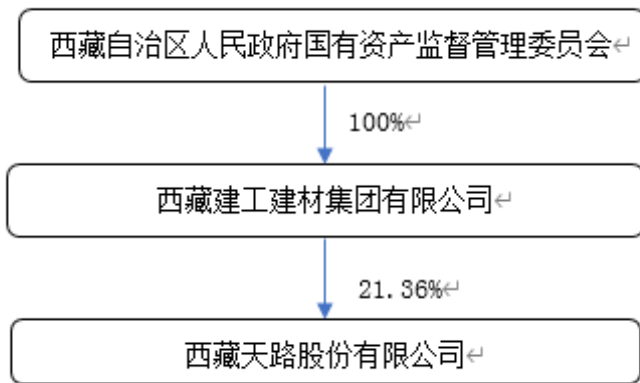 西藏自治区人民政府国有资产监督管理委员会↵
100%↵
西藏建工建材集团有限公司↵
21.36%↵
西藏天路股份有限公司↵